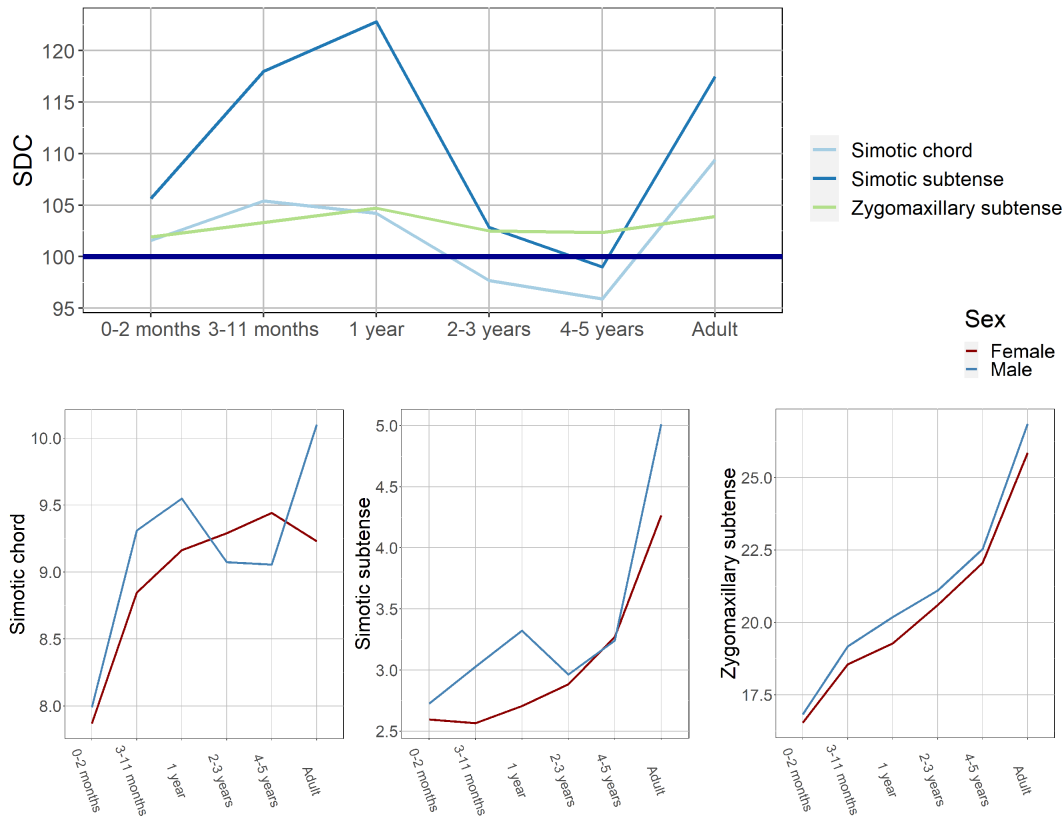 SDC
120
115
110
105
100
95
0-2 months 3-11 months 1 year 2-3 years 4-5 years Adult
Simotic chord
Simotic subtense
Zygomaxillary subtense
Sex
Female
Male
Simotic chord
10.0
9.5
9.0
8.5
8.0
0-2 months
3-11 months
1 year
2-3 years
4-5 years
Adult
Simotic subtense
5.0
4.5
4.0
3.5
3.0
2.5
0-2 months
3-11 months
1 year
2-3 years
4-5 years
Adult
Zygomaxillary subtense
25.0
22.5
20.0
17.5
0-2 months
3-11 months
1 year
2-3 years
4-5 years
Adult